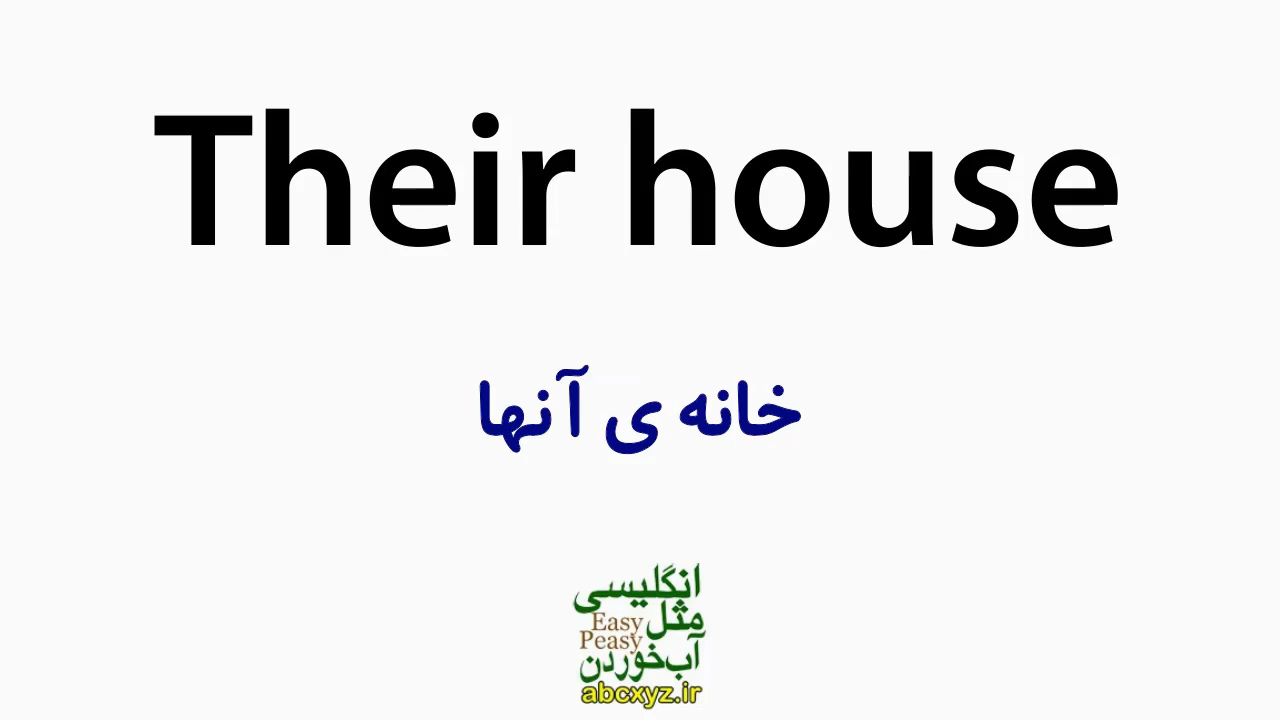 Their house
خانه ی آنها
انگلیسی
مثل
Easy
Peasy
آب‌خوردن
abcxyz.ir